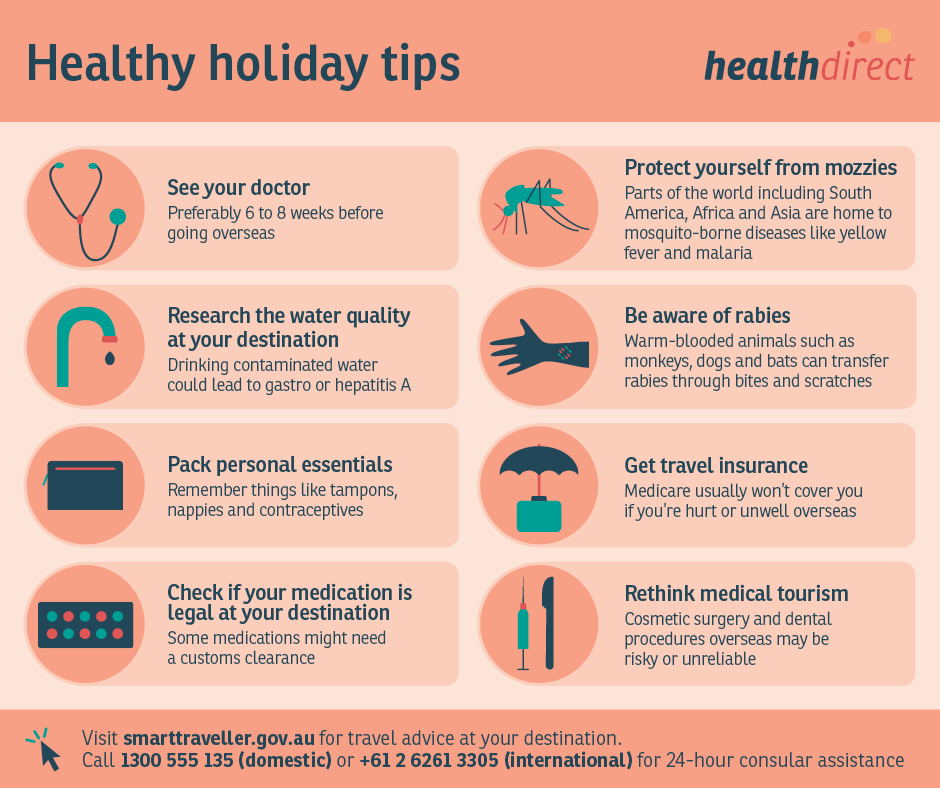 Healthy holiday tips
healthdirect
See your doctor
Preferably 6 to 8 weeks before
going overseas
Research the water quality
at your destination
Drinking contaminated water
could lead to gastro or hepatitis A
Pack personal essentials
Remember things like tampons,
nappies and contraceptives
Check if your medication is
legal at your destination
Some medications might need
a customs clearance
Protect yourself from mozzies
Parts of the world including South
America, Africa and Asia are home to
mosquito-borne diseases like yellow
fever and malaria
Be aware of rabies
Warm-blooded animals such as
monkeys, dogs and bats can transfer
rabies through bites and scratches
Get travel insurance
Medicare usually won't cover you
if you're hurt or unwell overseas
Rethink medical tourism
Cosmetic surgery and dental
procedures overseas may be
risky or unreliable
Visit smarttraveller.gov.au for travel advice at your destination.
Call 1300 555 135 (domestic) or +61 2 6261 3305 (international) for 24-hour consular assistance